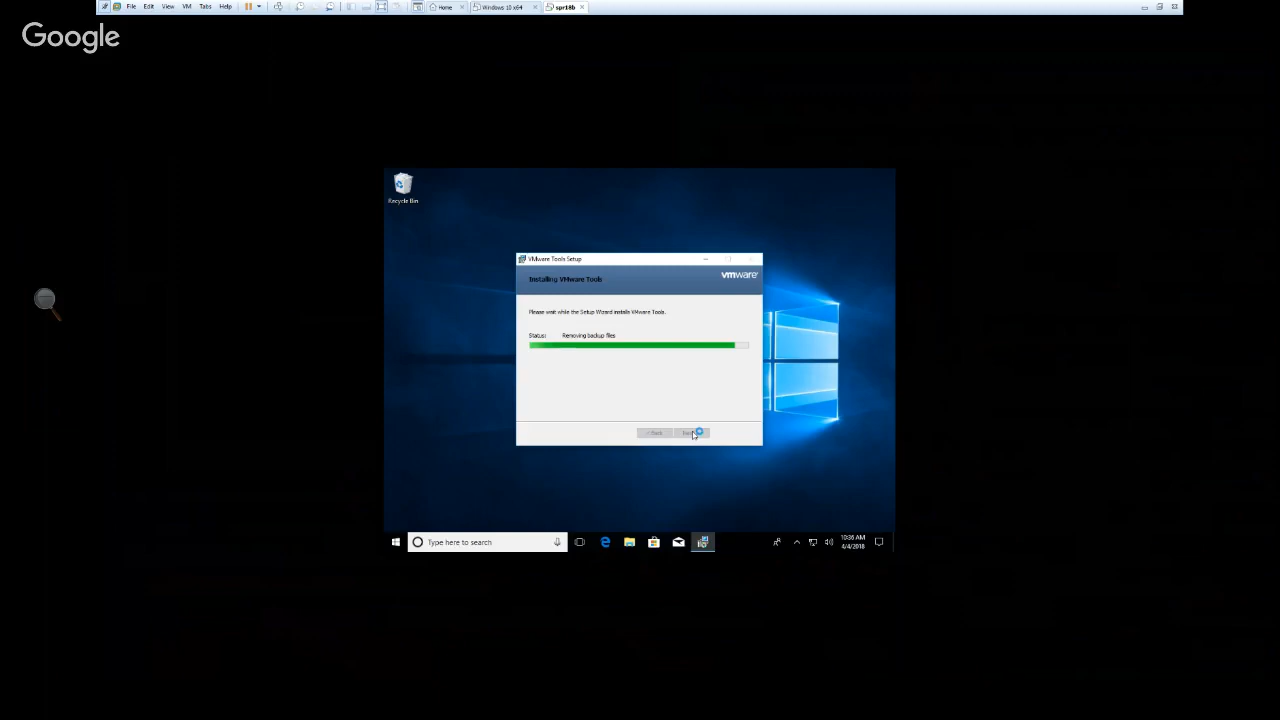 File Edit View VM Tabs Help Home Windows 10 x64 spr18b
Google
Recycle Bin
VMware Tools Setup
Installing VMware Tools
vmware
Please wait while the Setup Wizard installs VMware Tools.
Status: Removing backup files
< Back
Type here to search
10:36 AM
4/4/2018